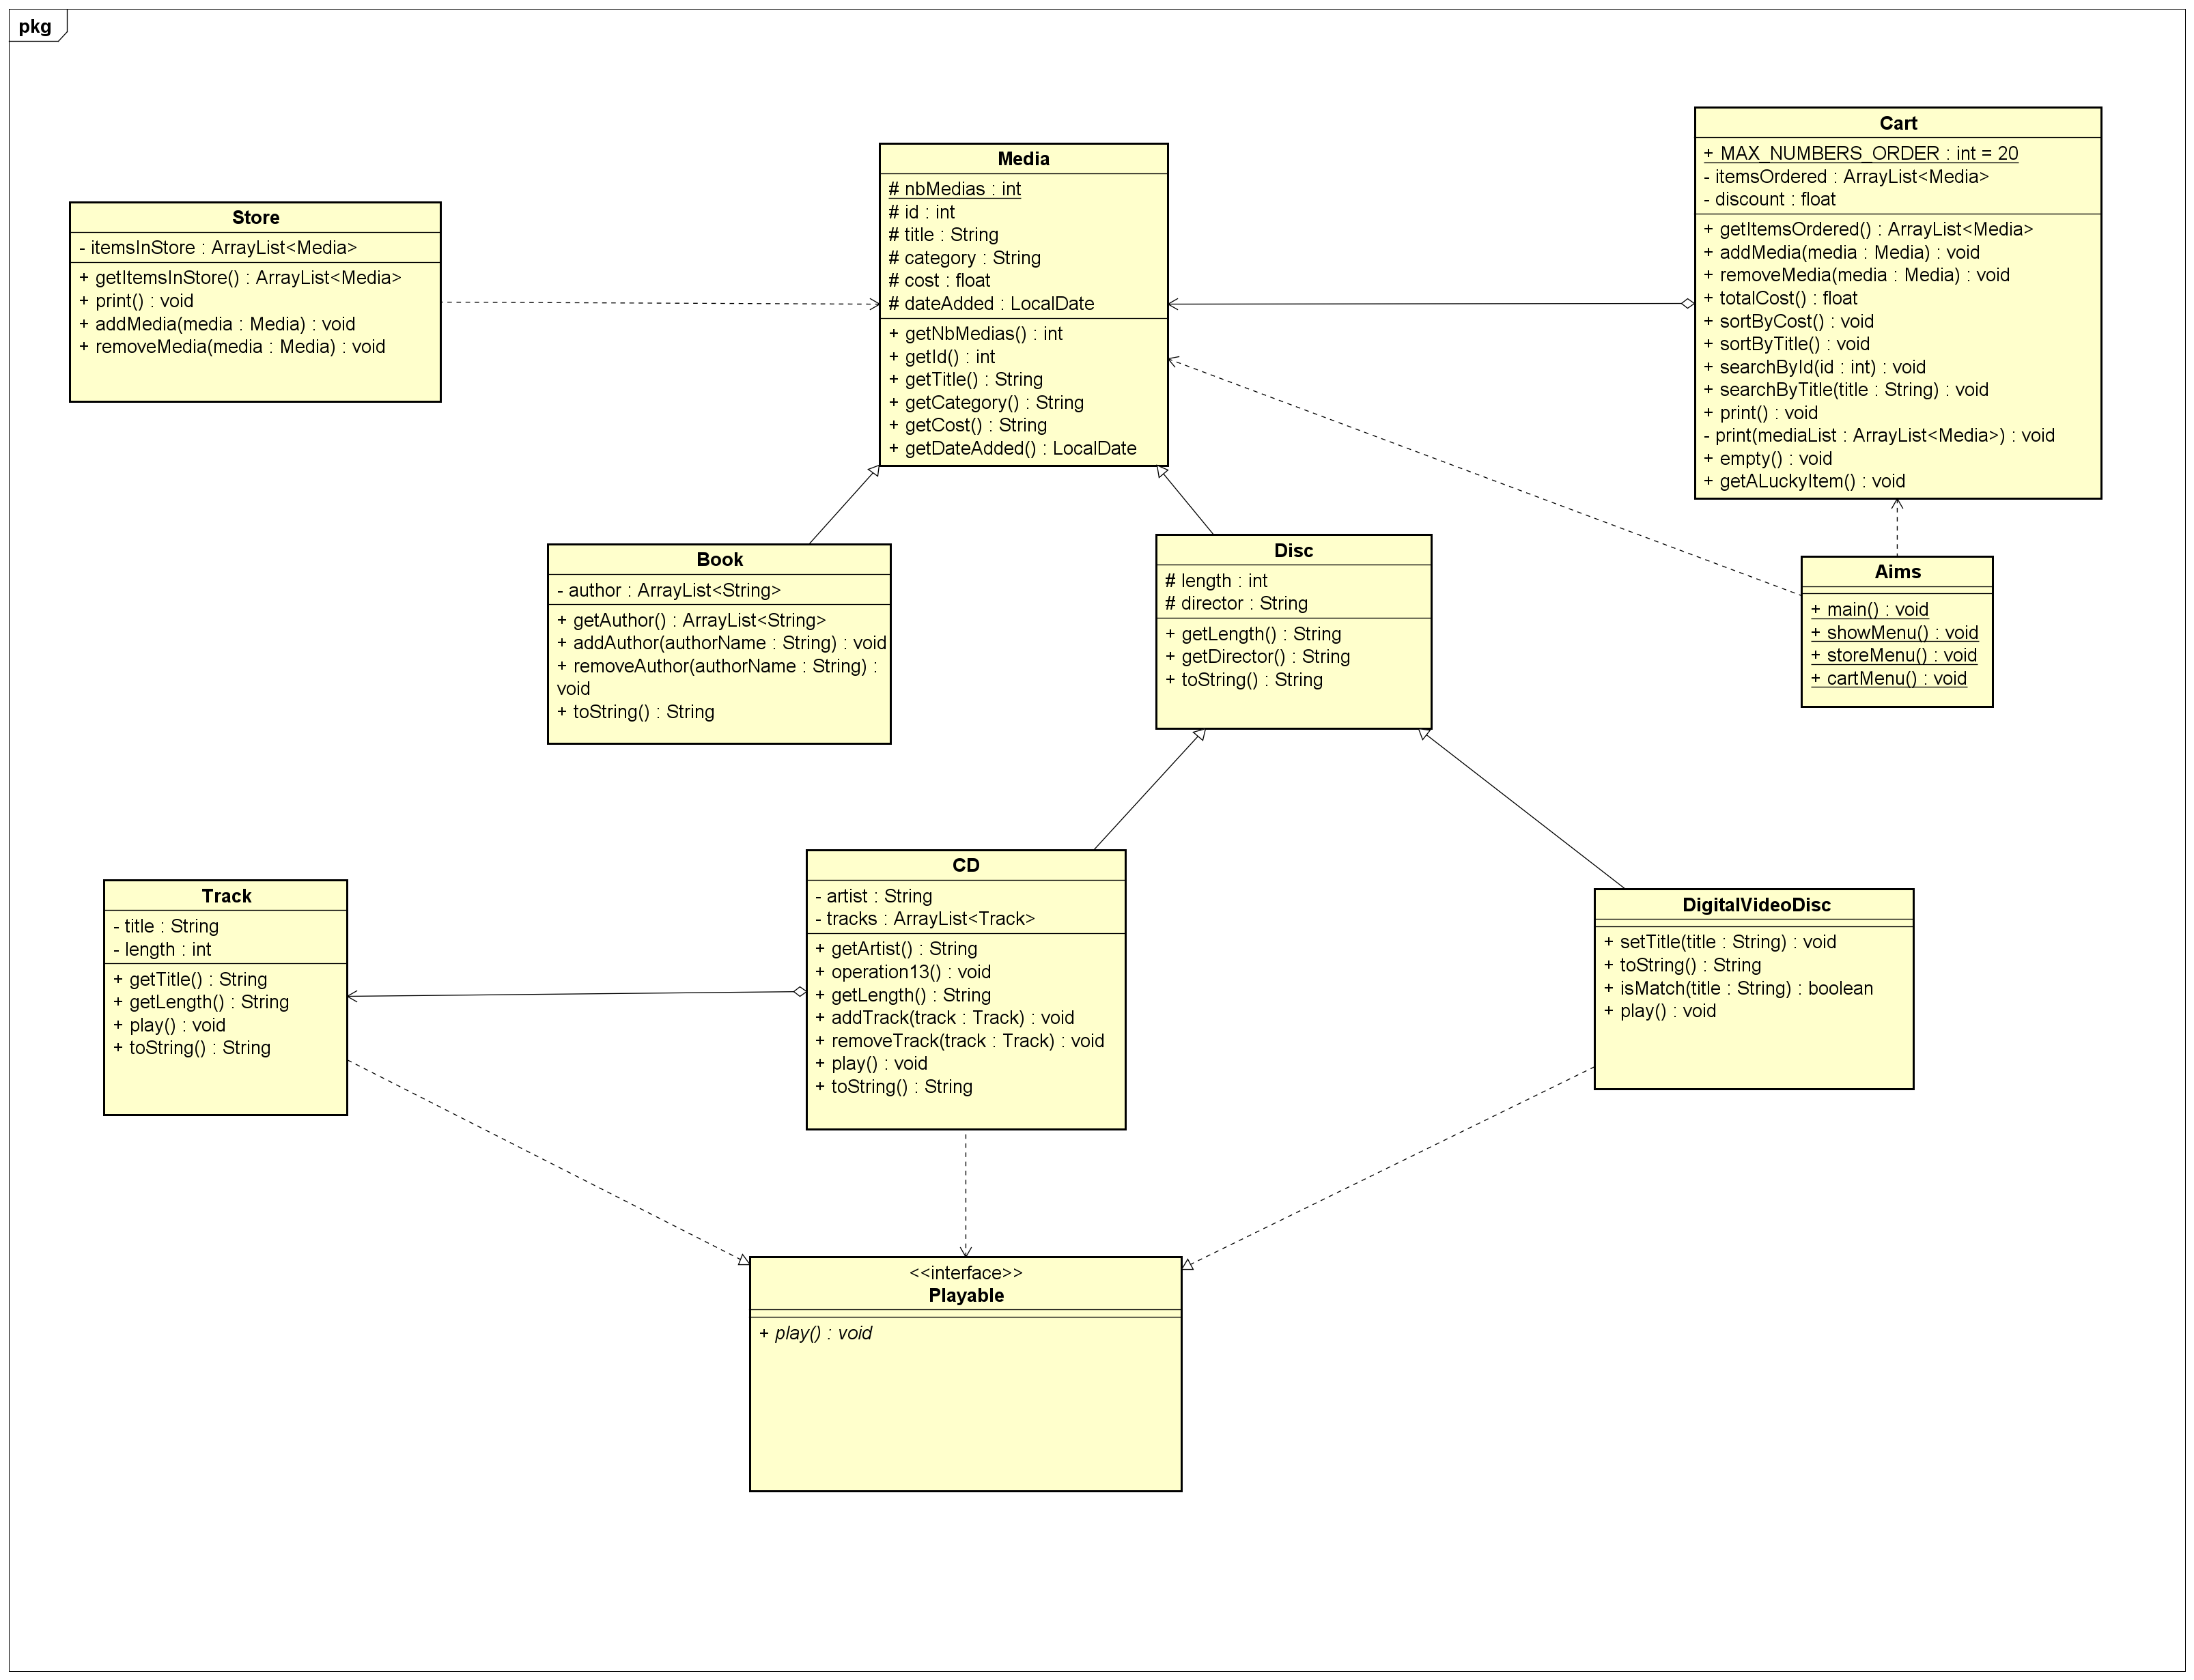 pkg
Store
- itemsInStore : ArrayList<Media>
+ getItemsInStore() : ArrayList<Media>
+ print() : void
+ addMedia(media : Media) : void
+ removeMedia(media : Media) : void
Media
# nbMedias : int
# id : int
# title : String
# category : String
# cost : float
# dateAdded : LocalDate
+ getNbMedias() : int
+ getId() : int
+ getTitle() : String
+ getCategory() : String
+ getCost() : String
+ getDateAdded() : LocalDate
Cart
+ MAX_NUMBERS_ORDER : int = 20
- itemsOrdered : ArrayList<Media>
- discount : float
+ getItemsOrdered() : ArrayList<Media>
+ addMedia(media : Media) : void
+ removeMedia(media : Media) : void
+ totalCost() : float
+ sortByCost() : void
+ sortByTitle() : void
+ searchById(id : int) : void
+ searchByTitle(title : String) : void
+ print() : void
- print(mediaList : ArrayList<Media>) : void
+ empty() : void
+ getALuckyItem() : void
Book
- author : ArrayList<String>
+ getAuthor() : ArrayList<String>
+ addAuthor(authorName : String) : void
+ removeAuthor(authorName : String) :
void
+ toString() : String
Disc
# length : int
# director : String
+ getLength() : String
+ getDirector() : String
+ toString() : String
Aims
+ main() : void
+ showMenu() : void
+ storeMenu() : void
+ cartMenu() : void
Track
- title : String
- length : int
+ getTitle() : String
+ getLength() : String
+ play() : void
+ toString() : String
CD
- artist : String
- tracks : ArrayList<Track>
+ getArtist() : String
+ operation13() : void
+ getLength() : String
+ addTrack(track : Track) : void
+ removeTrack(track : Track) : void
+ play() : void
+ toString() : String
DigitalVideoDisc
+ setTitle(title : String) : void
+ toString() : String
+ isMatch(title : String) : boolean
+ play() : void
<<interface>>
Playable
+ play() : void